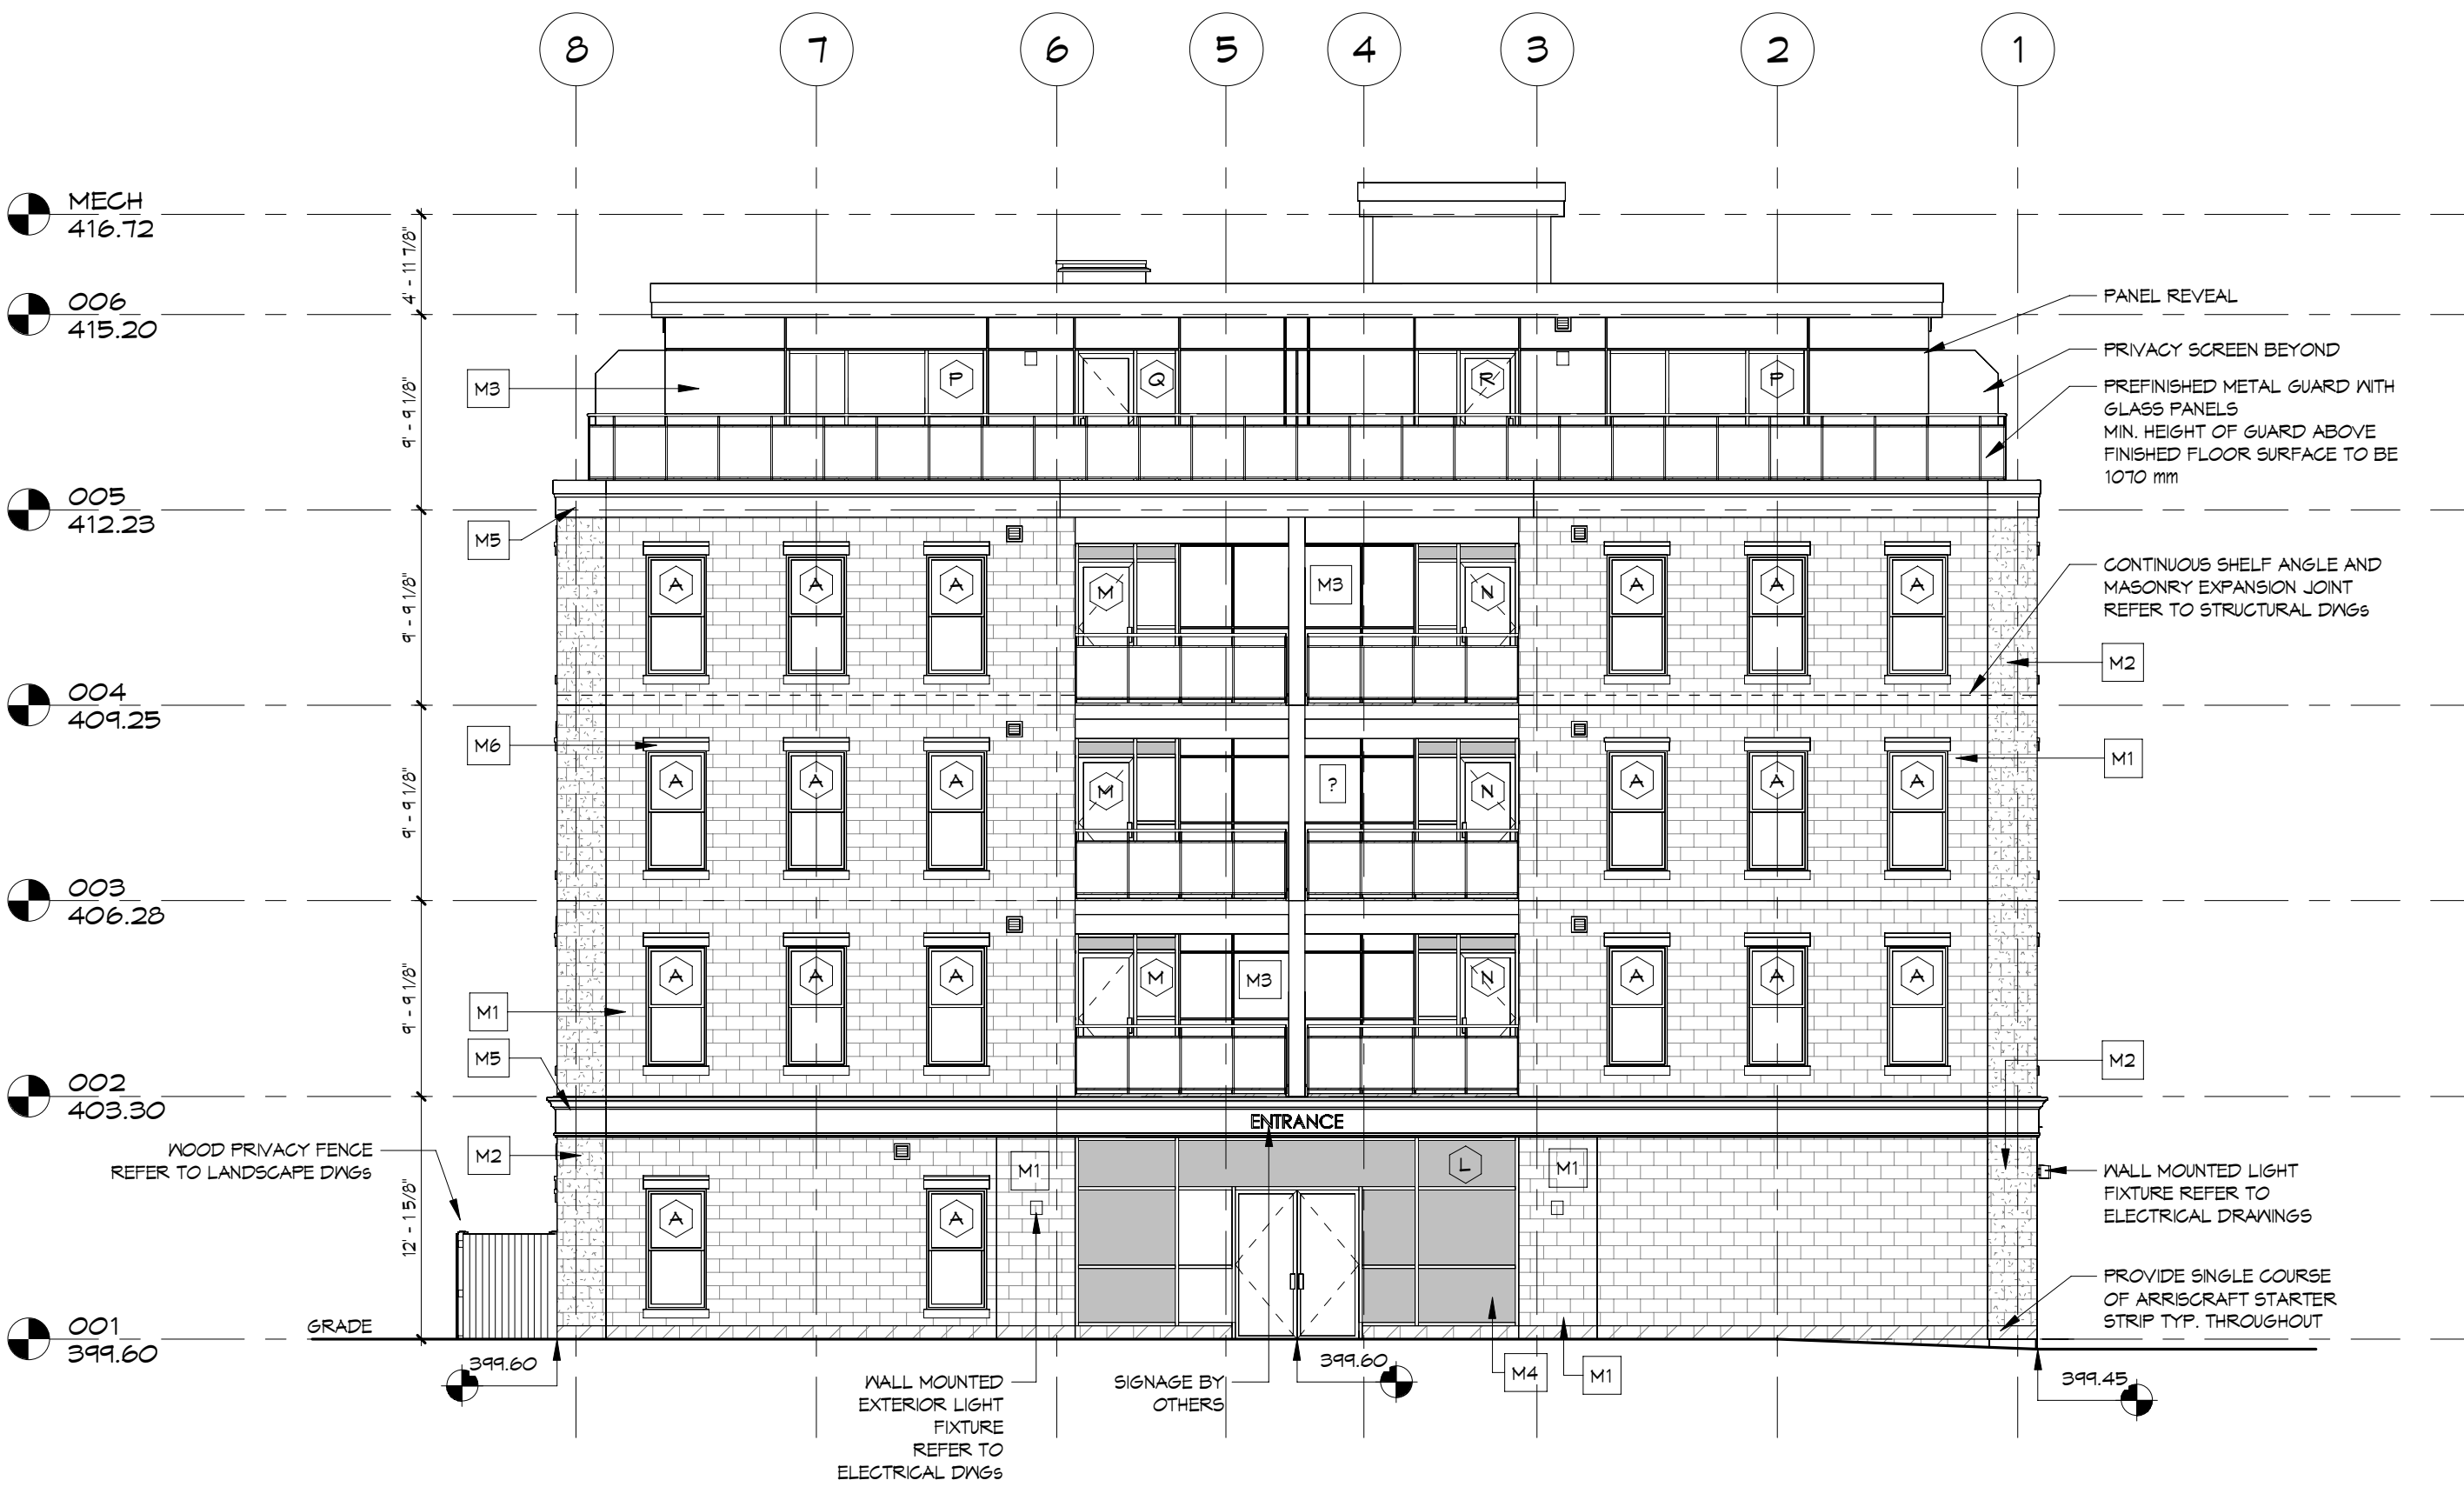 8 7 6 5 4 3 2 1
MECH
416.72
006
415.20
005
412.23
004
409.25
003
406.28
002
403.30
001
399.60
4' - 11 7/8"
9' - 9 1/8"
9' - 9 1/8"
9' - 9 1/8"
9' - 9 1/8"
12' - 1 5/8"
PANEL REVEAL
PRIVACY SCREEN BEYOND
PREFINISHED METAL GUARD WITH
GLASS PANELS
MIN. HEIGHT OF GUARD ABOVE
FINISHED FLOOR SURFACE TO BE
1070 mm
M3
P Q R P
M5
A A A M M3 N A A A
CONTINUOUS SHELF ANGLE AND
MASONRY EXPANSION JOINT
REFER TO STRUCTURAL DWGs
M2
M6
A A A M ? N A A A
M1
A A A M M3 N A A A
M1
M5
M2
ENTRANCE
WOOD PRIVACY FENCE
REFER TO LANDSCAPE DWGs
M2
M1
L
M1
A A
WALL MOUNTED LIGHT
FIXTURE REFER TO
ELECTRICAL DRAWINGS
PROVIDE SINGLE COURSE
OF ARRISCRAFT STARTER
STRIP TYP. THROUGHOUT
GRADE
399.60
399.60
399.45
M4
M1
WALL MOUNTED
EXTERIOR LIGHT
FIXTURE
REFER TO
ELECTRICAL DWGs
SIGNAGE BY
OTHERS